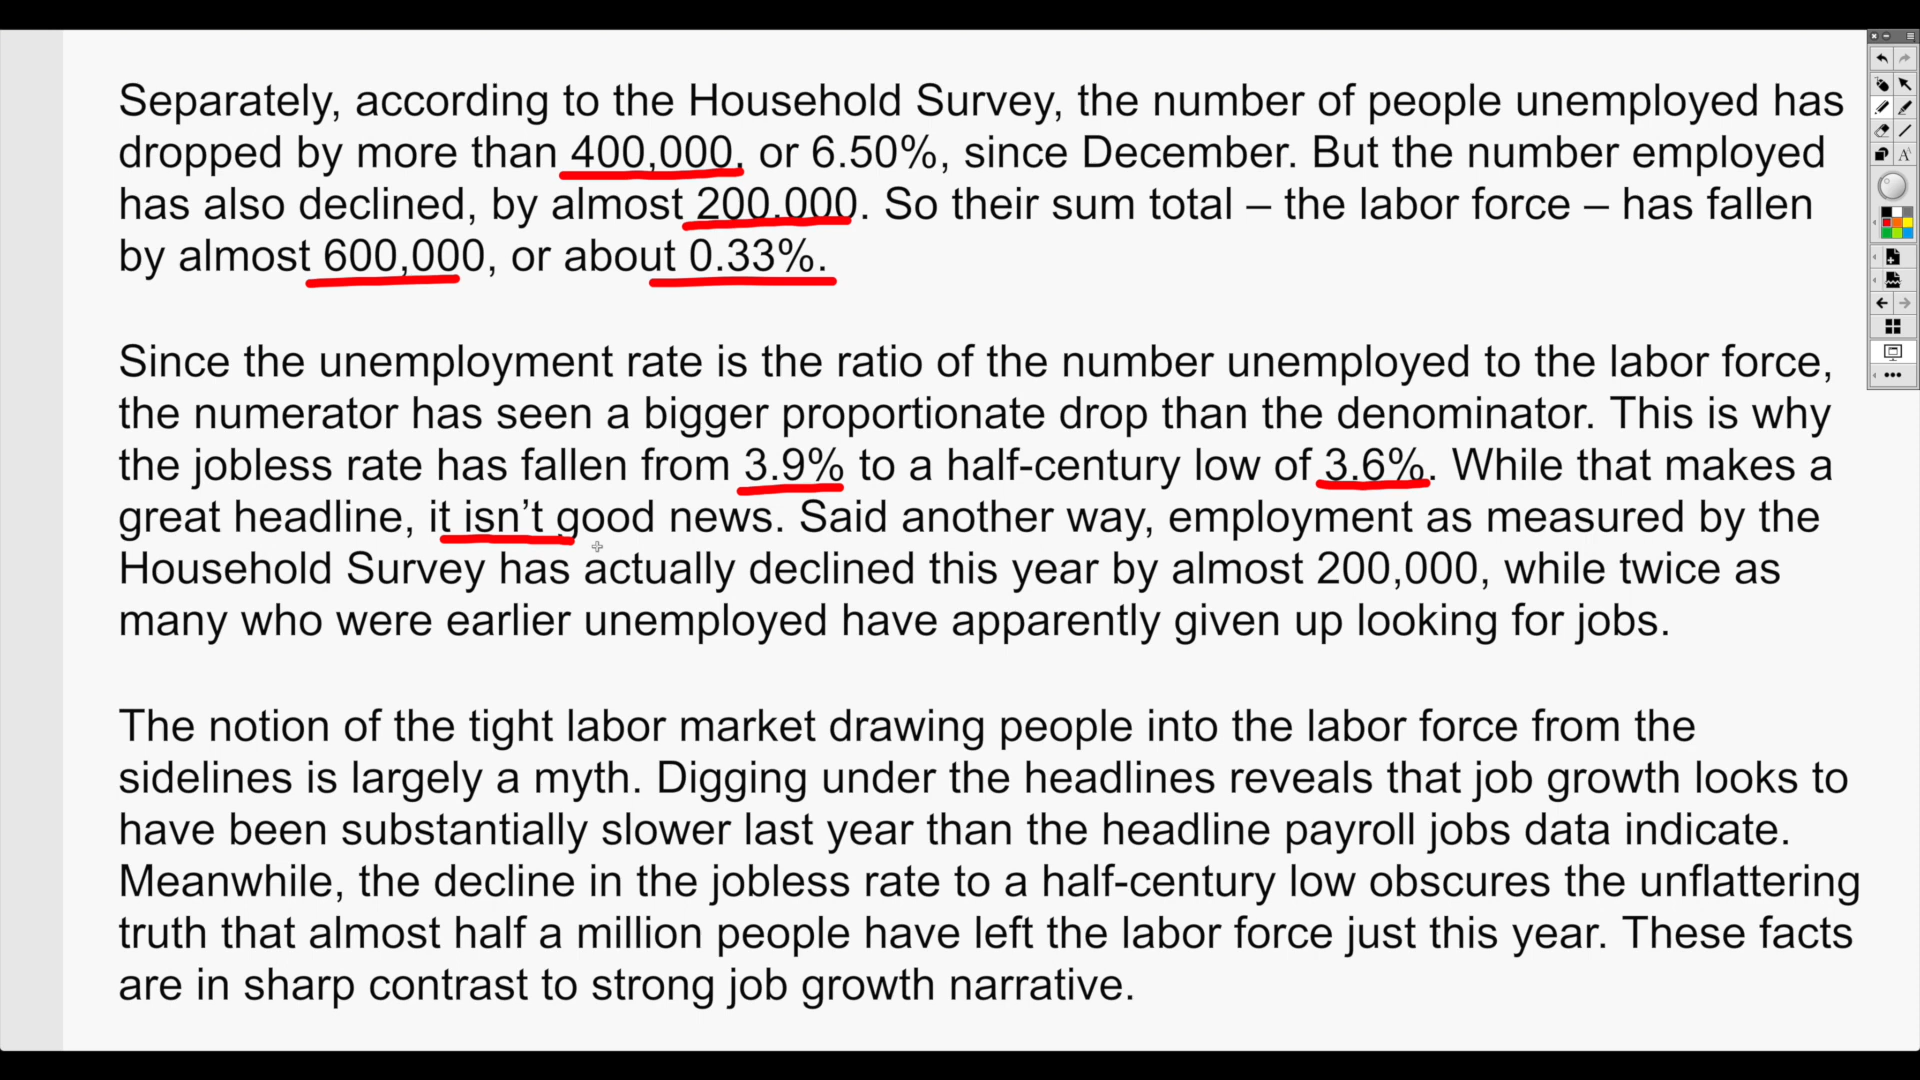 Separately, according to the Household Survey, the number of people unemployed has
dropped by more than 400,000, or 6.50%, since December. But the number employed
has also declined, by almost 200,000. So their sum total – the labor force – has fallen
by almost 600,000, or about 0.33%.
Since the unemployment rate is the ratio of the number unemployed to the labor force,
the numerator has seen a bigger proportionate drop than the denominator. This is why
the jobless rate has fallen from 3.9% to a half-century low of 3.6%. While that makes a
great headline, it isn’t good news. Said another way, employment as measured by the
Household Survey has actually declined this year by almost 200,000, while twice as
many who were earlier unemployed have apparently given up looking for jobs.
The notion of the tight labor market drawing people into the labor force from the
sidelines is largely a myth. Digging under the headlines reveals that job growth looks to
have been substantially slower last year than the headline payroll jobs data indicate.
Meanwhile, the decline in the jobless rate to a half-century low obscures the unflattering
truth that almost half a million people have left the labor force just this year. These facts
are in sharp contrast to strong job growth narrative.